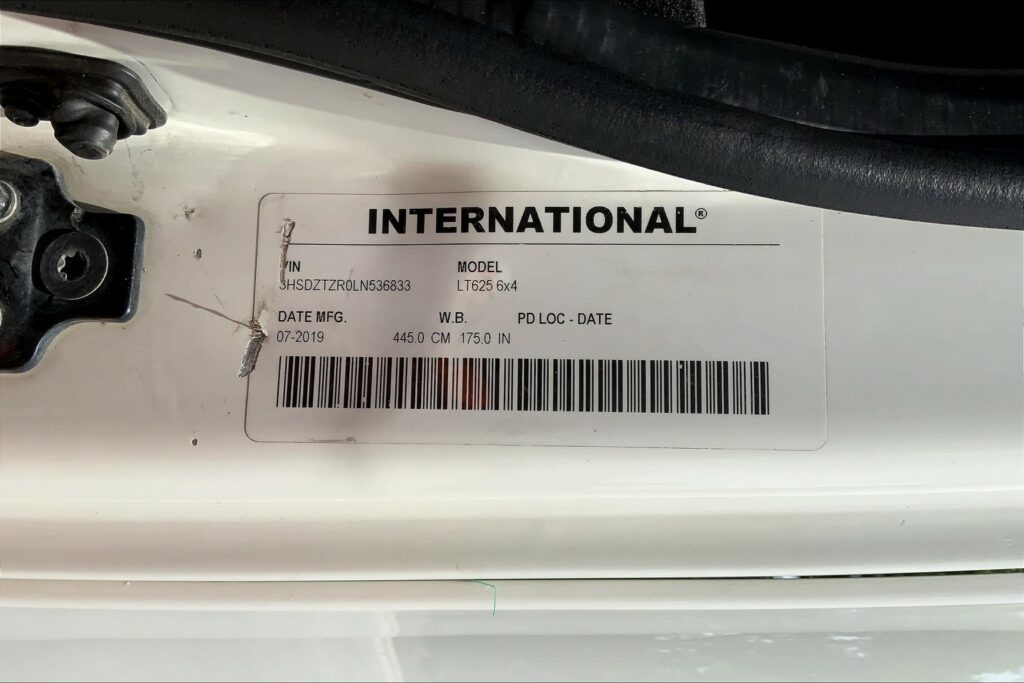 INTERNATIONAL®
VIN MODEL
3HSDZTZR0LN536833 LT625 6x4
DATE MFG. W.B. PD LOC - DATE
07-2019 445.0 CM 175.0 IN